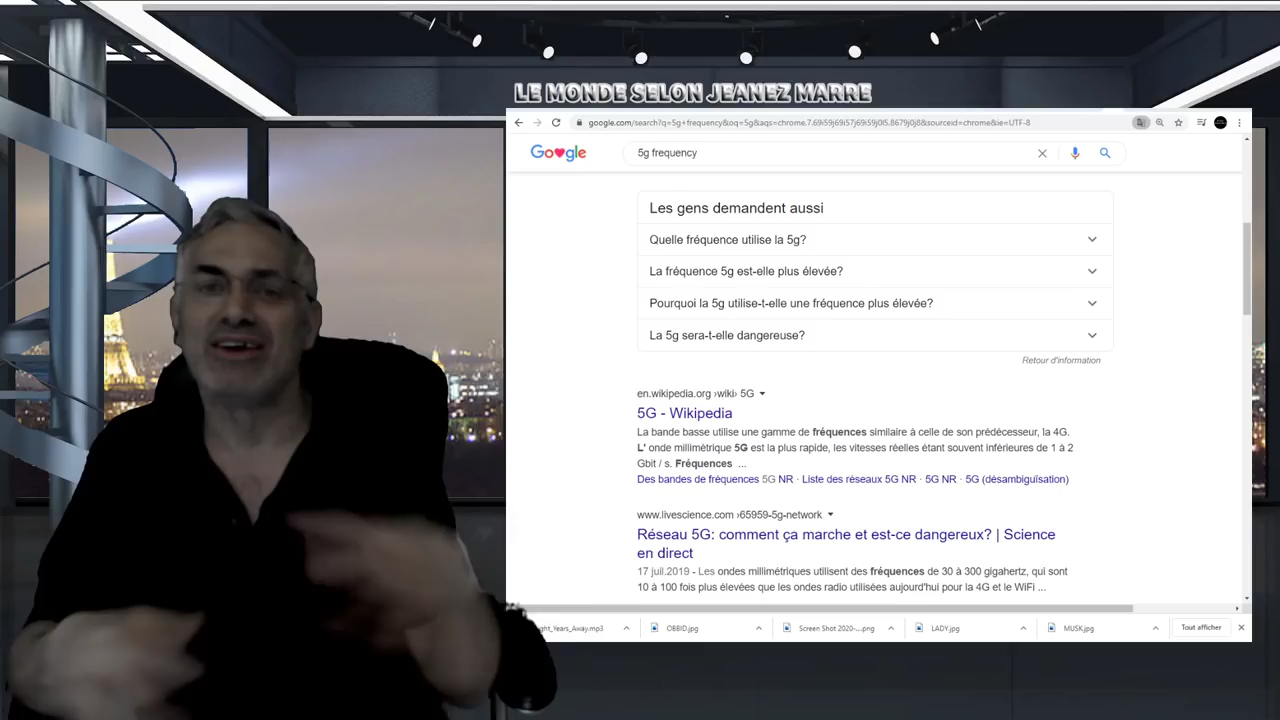 LE MONDE SELON JEANEZ MARRE
google.com/search?q=5g+frequency&oq=5g&aqs=chrome.7.69i59j69i57j69i59j0l5.8679j0j8&sourceid=chrome&ie=UTF-8
Google
5g frequency
Les gens demandent aussi
Quelle fréquence utilise la 5g?
La fréquence 5g est-elle plus élevée?
Pourquoi la 5g utilise-t-elle une fréquence plus élevée?
La 5g sera-t-elle dangereuse?
Retour d'information
en.wikipedia.org ›wiki› 5G
5G - Wikipedia
La bande basse utilise une gamme de fréquences similaire à celle de son prédécesseur, la 4G.
L' onde millimétrique 5G est la plus rapide, les vitesses réelles étant souvent inférieures de 1 à 2
Gbit / s. Fréquences ...
Des bandes de fréquences 5G NR · Liste des réseaux 5G NR · 5G NR · 5G (désambiguïsation)
www.livescience.com ›65959-5g-network
Réseau 5G: comment ça marche et est-ce dangereux? | Science
en direct
17 juil.2019 - Les ondes millimétriques utilisent des fréquences de 30 à 300 gigahertz, qui sont
10 à 100 fois plus élevées que les ondes radio utilisées aujourd'hui pour la 4G et le WiFi ...
ght_Years_Away.mp3 OBBID.jpg Screen Shot 2020-...png LADY.jpg MUSK.jpg Tout afficher